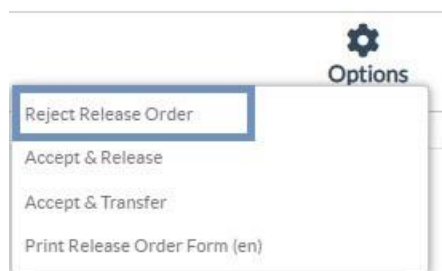 Options
Reject Release Order
Accept & Release
Accept & Transfer
Print Release Order Form (en)